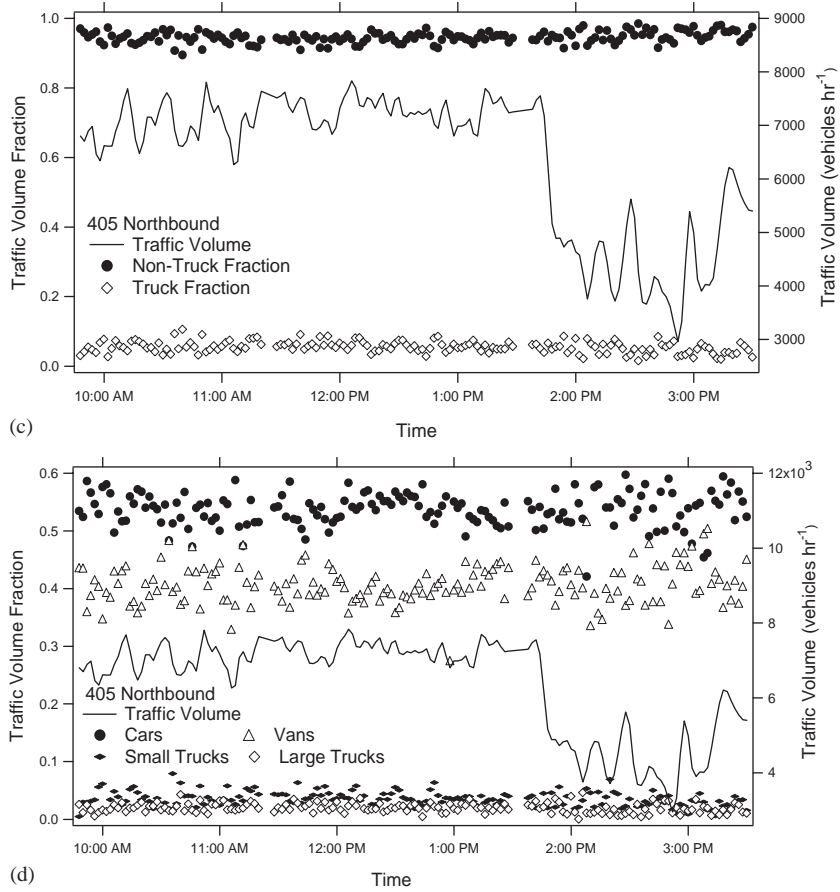 1.0
0.8
0.6
0.4
0.2
0.0
Traffic Volume Fraction
9000
8000
7000
6000
5000
4000
3000
Traffic Volume (vehicles hr⁻¹)
405 Northbound
Traffic Volume
Non-Truck Fraction
Truck Fraction
10:00 AM 11:00 AM 12:00 PM 1:00 PM 2:00 PM 3:00 PM
Time
(c)
0.6
0.5
0.4
0.3
0.2
0.1
0.0
Traffic Volume Fraction
12x10³
10
8
6
4
Traffic Volume (vehicles hr⁻¹)
405 Northbound
Traffic Volume
Cars Vans
Small Trucks Large Trucks
10:00 AM 11:00 AM 12:00 PM 1:00 PM 2:00 PM 3:00 PM
Time
(d)